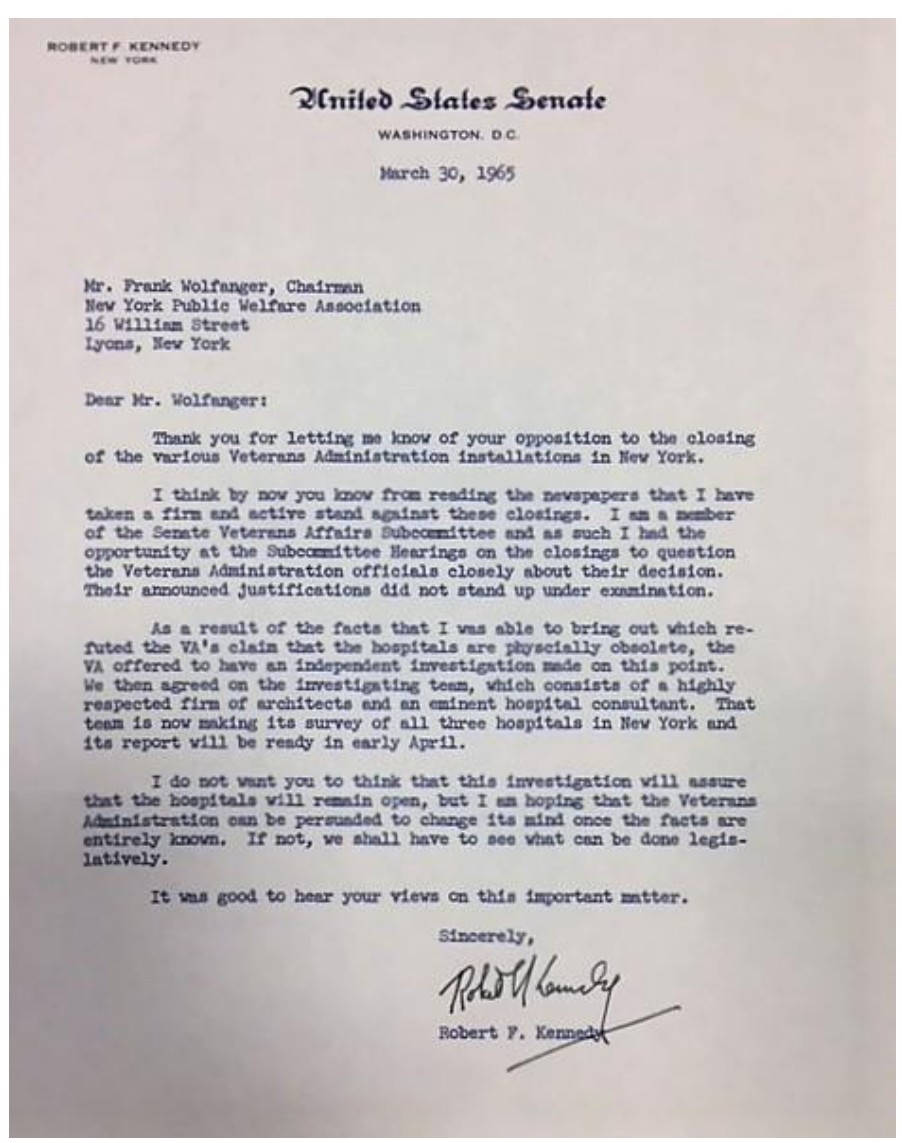 ROBERT F. KENNEDY
NEW YORK
United States Senate
WASHINGTON, D.C.
March 30, 1965
Mr. Frank Wolfanger, Chairman
New York Public Welfare Association
16 William Street
Lyons, New York
Dear Mr. Wolfanger:
Thank you for letting me know of your opposition to the closing
of the various Veterans Administration installations in New York.
I think by now you know from reading the newspapers that I have
taken a firm and active stand against these closings. I am a member
of the Senate Veterans Affairs Subcommittee and as such I had the
opportunity at the Subcommittee Hearings on the closings to question
the Veterans Administration officials closely about their decision.
Their announced justifications did not stand up under examination.
As a result of the facts that I was able to bring out which re-
futed the VA's claim that the hospitals are physcially obsolete, the
VA offered to have an independent investigation made on this point.
We then agreed on the investigating team, which consists of a highly
respected firm of architects and an eminent hospital consultant. That
team is now making its survey of all three hospitals in New York and
its report will be ready in early April.
I do not want you to think that this investigation will assure
that the hospitals will remain open, but I am hoping that the Veterans
Administration can be persuaded to change its mind once the facts are
entirely known. If not, we shall have to see what can be done legis-
latively.
It was good to hear your views on this important matter.
Sincerely,
Robert F Kennedy
Robert F. Kennedy